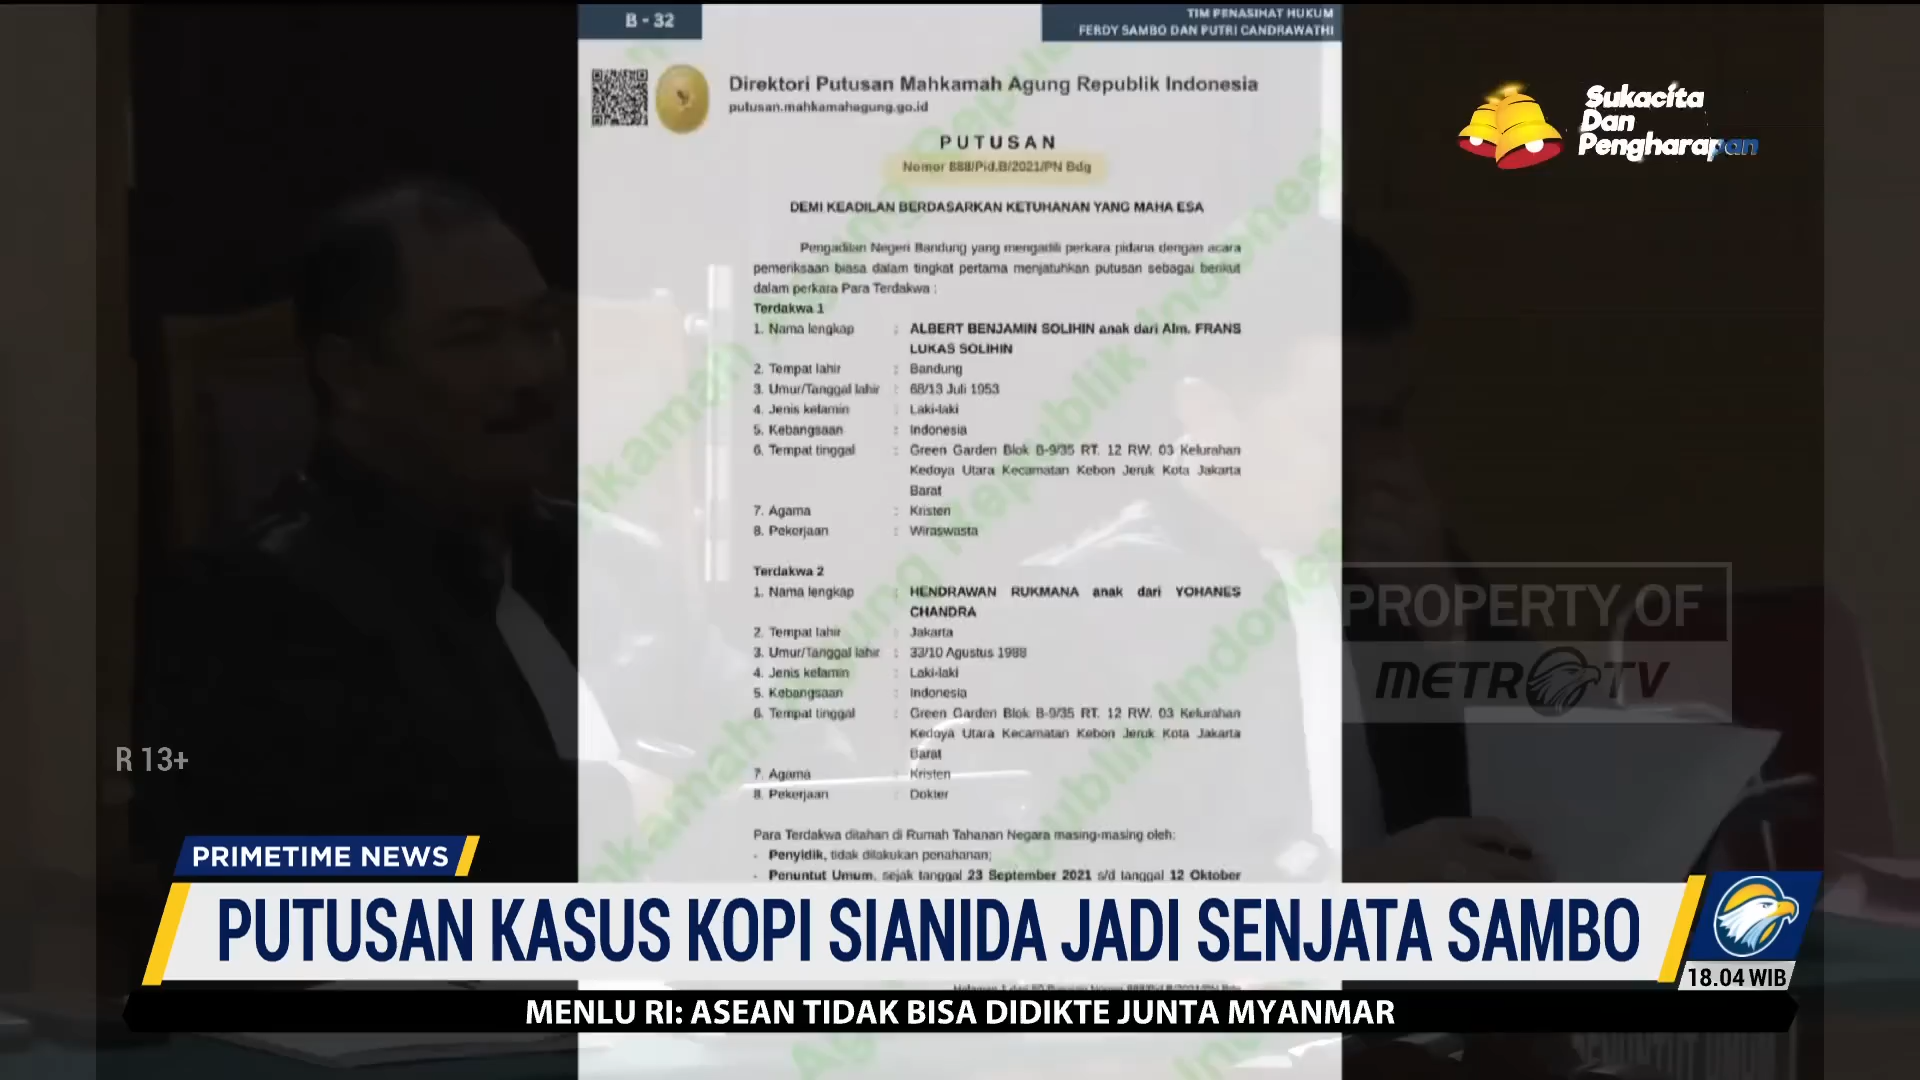 B - 32
TIM PENASIHAT HUKUM
FERDY SAMBO DAN PUTRI CANDRAWATHI
Direktori Putusan Mahkamah Agung Republik Indonesia
putusan.mahkamahagung.go.id
PUTUSAN
Nomor 888/Pid.B/2021/PN Bdg
DEMI KEADILAN BERDASARKAN KETUHANAN YANG MAHA ESA
Pengadilan Negeri Bandung yang mengadili perkara pidana dengan acara
pemeriksaan biasa dalam tingkat pertama menjatuhkan putusan sebagai berikut
dalam perkara Para Terdakwa :
Terdakwa 1
1. Nama lengkap : ALBERT BENJAMIN SOLIHIN anak dari Alm. FRANS
LUKAS SOLIHIN
2. Tempat lahir : Bandung
3. Umur/Tanggal lahir : 68/13 Juli 1953
4. Jenis kelamin : Laki-laki
5. Kebangsaan : Indonesia
6. Tempat tinggal : Green Garden Blok B-9/35 RT. 12 RW. 03 Kelurahan
Kedoya Utara Kecamatan Kebon Jeruk Kota Jakarta
Barat
7. Agama : Kristen
8. Pekerjaan : Wiraswasta
Terdakwa 2
1. Nama lengkap : HENDRAWAN RUKMANA anak dari YOHANES
CHANDRA
2. Tempat lahir : Jakarta
3. Umur/Tanggal lahir : 33/10 Agustus 1988
4. Jenis kelamin : Laki-laki
5. Kebangsaan : Indonesia
6. Tempat tinggal : Green Garden Blok B-9/35 RT. 12 RW. 03 Kelurahan
Kedoya Utara Kecamatan Kebon Jeruk Kota Jakarta
Barat
7. Agama : Kristen
8. Pekerjaan : Dokter
Para Terdakwa ditahan di Rumah Tahanan Negara masing-masing oleh:
- Penyidik, tidak dilakukan penahanan;
- Penuntut Umum, sejak tanggal 23 September 2021 s/d tanggal 12 Oktober
Sukacita
Dan
Pengharapan
PROPERTY OF
METRO TV
R 13+
PRIMETIME NEWS
PUTUSAN KASUS KOPI SIANIDA JADI SENJATA SAMBO
18.04 WIB
MENLU RI: ASEAN TIDAK BISA DIDIKTE JUNTA MYANMAR